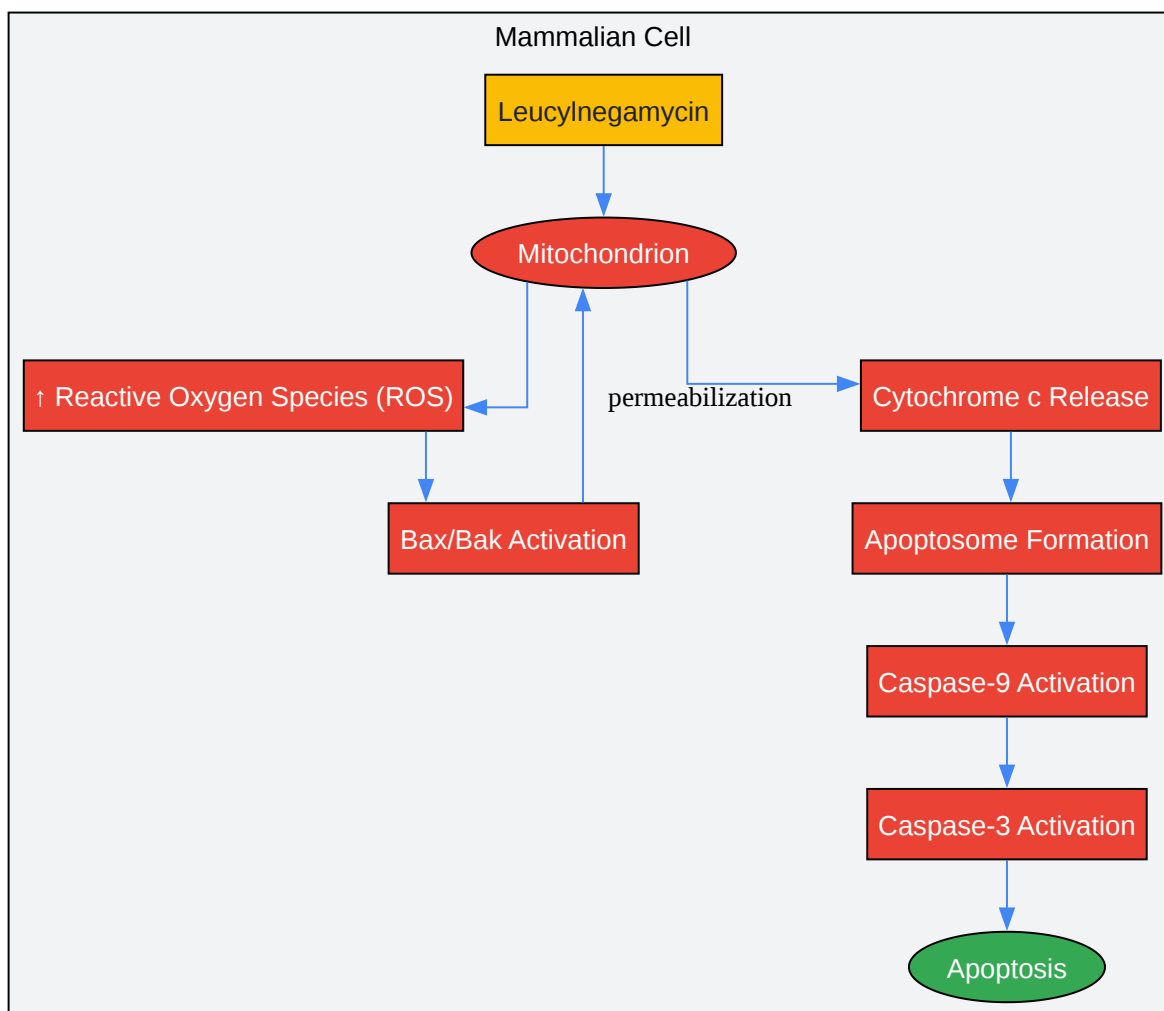 Mammalian Cell
Leucylnegamycin
Mitochondrion
↑ Reactive Oxygen Species (ROS)
permeabilization
Cytochrome c Release
Bax/Bak Activation
Apoptosome Formation
Caspase-9 Activation
Caspase-3 Activation
Apoptosis